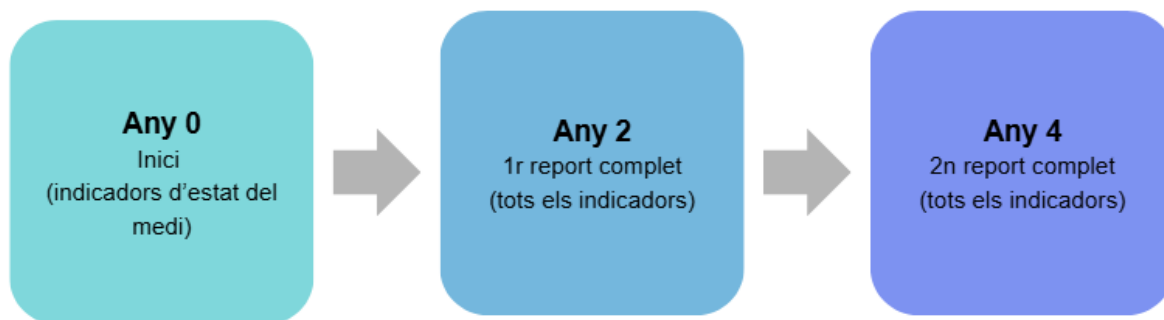 Any 0
Inici
(indicadors d'estat del
medi)
Any 2
1r report complet
(tots els indicadors)
Any 4
2n report complet
(tots els indicadors)